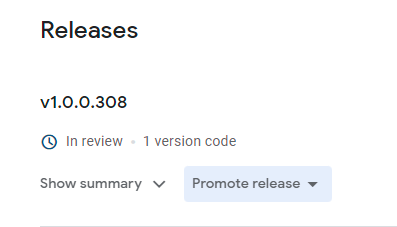 Releases
v1.0.0.308
In review • 1 version code
Show summary
Promote release